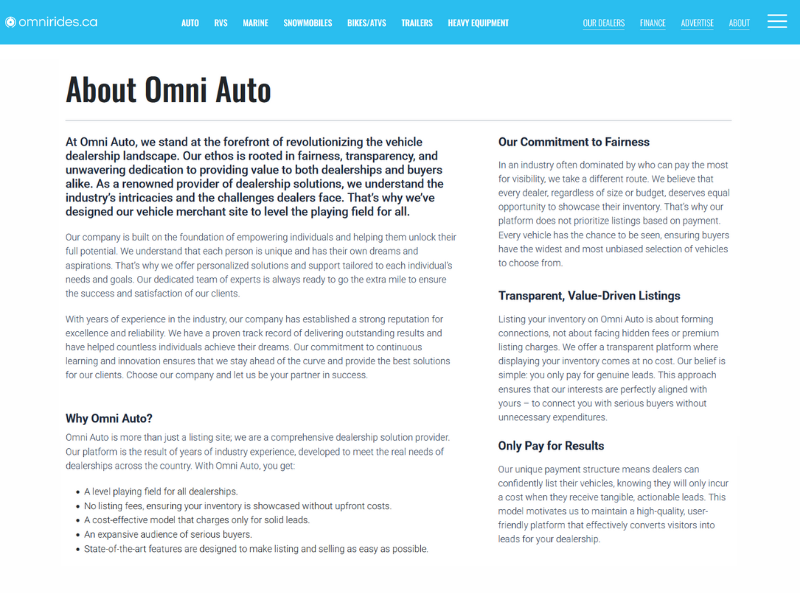 omnirides.ca AUTO RVS MARINE SNOWMOBILES BIKES/ATVS TRAILERS HEAVY EQUIPMENT OUR DEALERS FINANCE ADVERTISE ABOUT
About Omni Auto
At Omni Auto, we stand at the forefront of revolutionizing the vehicle
dealership landscape. Our ethos is rooted in fairness, transparency, and
unwavering dedication to providing value to both dealerships and buyers
alike. As a renowned provider of dealership solutions, we understand the
industry's intricacies and the challenges dealers face. That's why we've
designed our vehicle merchant site to level the playing field for all.
Our company is built on the foundation of empowering individuals and helping them unlock their
full potential. We understand that each person is unique and has their own dreams and
aspirations. That's why we offer personalized solutions and support tailored to each individual's
needs and goals. Our dedicated team of experts is always ready to go the extra mile to ensure
the success and satisfaction of our clients.
With years of experience in the industry, our company has established a strong reputation for
excellence and reliability. We have a proven track record of delivering outstanding results and
have helped countless individuals achieve their dreams. Our commitment to continuous
learning and innovation ensures that we stay ahead of the curve and provide the best solutions
for our clients. Choose our company and let us be your partner in success.
Why Omni Auto?
Omni Auto is more than just a listing site; we are a comprehensive dealership solution provider.
Our platform is the result of years of industry experience, developed to meet the real needs of
dealerships across the country. With Omni Auto, you get:
• A level playing field for all dealerships.
• No listing fees, ensuring your inventory is showcased without upfront costs.
• A cost-effective model that charges only for solid leads.
• An expansive audience of serious buyers.
• State-of-the-art features are designed to make listing and selling as easy as possible.
Our Commitment to Fairness
In an industry often dominated by who can pay the most
for visibility, we take a different route. We believe that
every dealer, regardless of size or budget, deserves equal
opportunity to showcase their inventory. That's why our
platform does not prioritize listings based on payment.
Every vehicle has the chance to be seen, ensuring buyers
have the widest and most unbiased selection of vehicles
to choose from.
Transparent, Value-Driven Listings
Listing your inventory on Omni Auto is about forming
connections, not about facing hidden fees or premium
listing charges. We offer a transparent platform where
displaying your inventory comes at no cost. Our belief is
simple: you only pay for genuine leads. This approach
ensures that our interests are perfectly aligned with
yours – to connect you with serious buyers without
unnecessary expenditures.
Only Pay for Results
Our unique payment structure means dealers can
confidently list their vehicles, knowing they will only incur
a cost when they receive tangible, actionable leads. This
model motivates us to maintain a high-quality, user-
friendly platform that effectively converts visitors into
leads for your dealership.